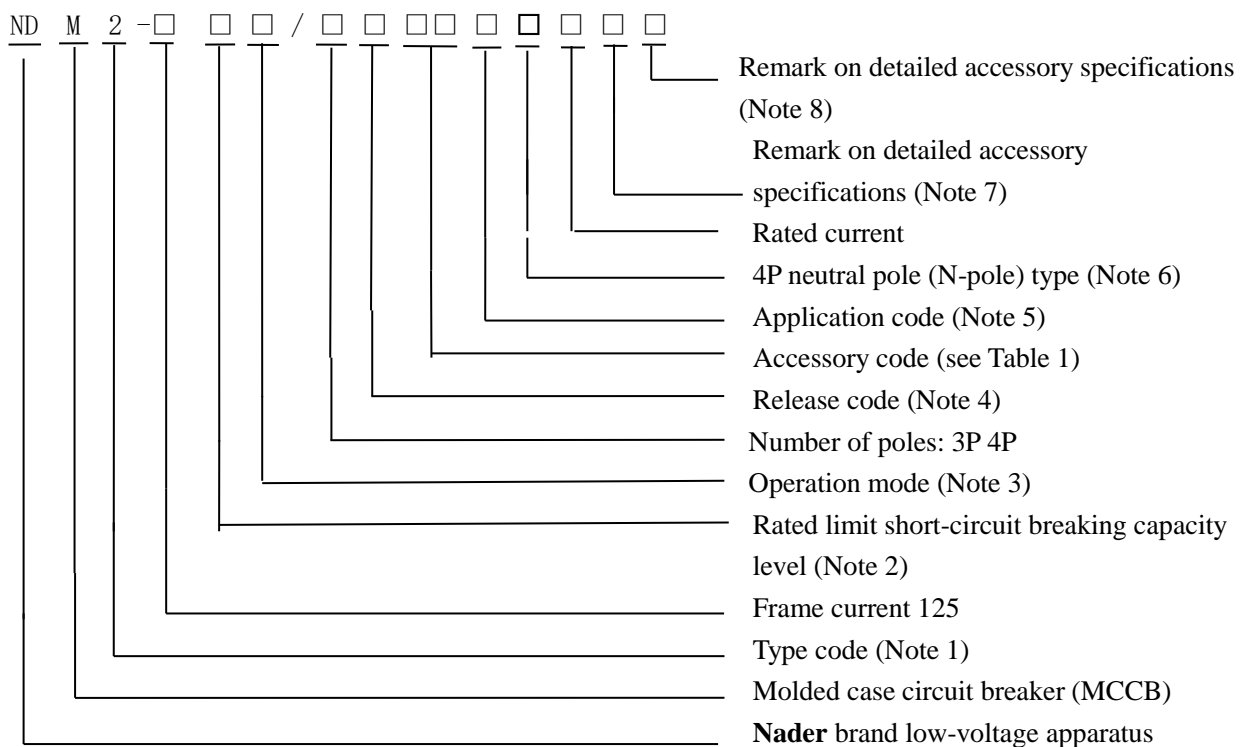 ND M 2 -□ □ □ / □ □ □□ □ □ □ □ □
Remark on detailed accessory specifications
(Note 8)
Remark on detailed accessory
specifications (Note 7)
Rated current
4P neutral pole (N-pole) type (Note 6)
Application code (Note 5)
Accessory code (see Table 1)
Release code (Note 4)
Number of poles: 3P 4P
Operation mode (Note 3)
Rated limit short-circuit breaking capacity
level (Note 2)
Frame current 125
Type code (Note 1)
Molded case circuit breaker (MCCB)
Nader brand low-voltage apparatus